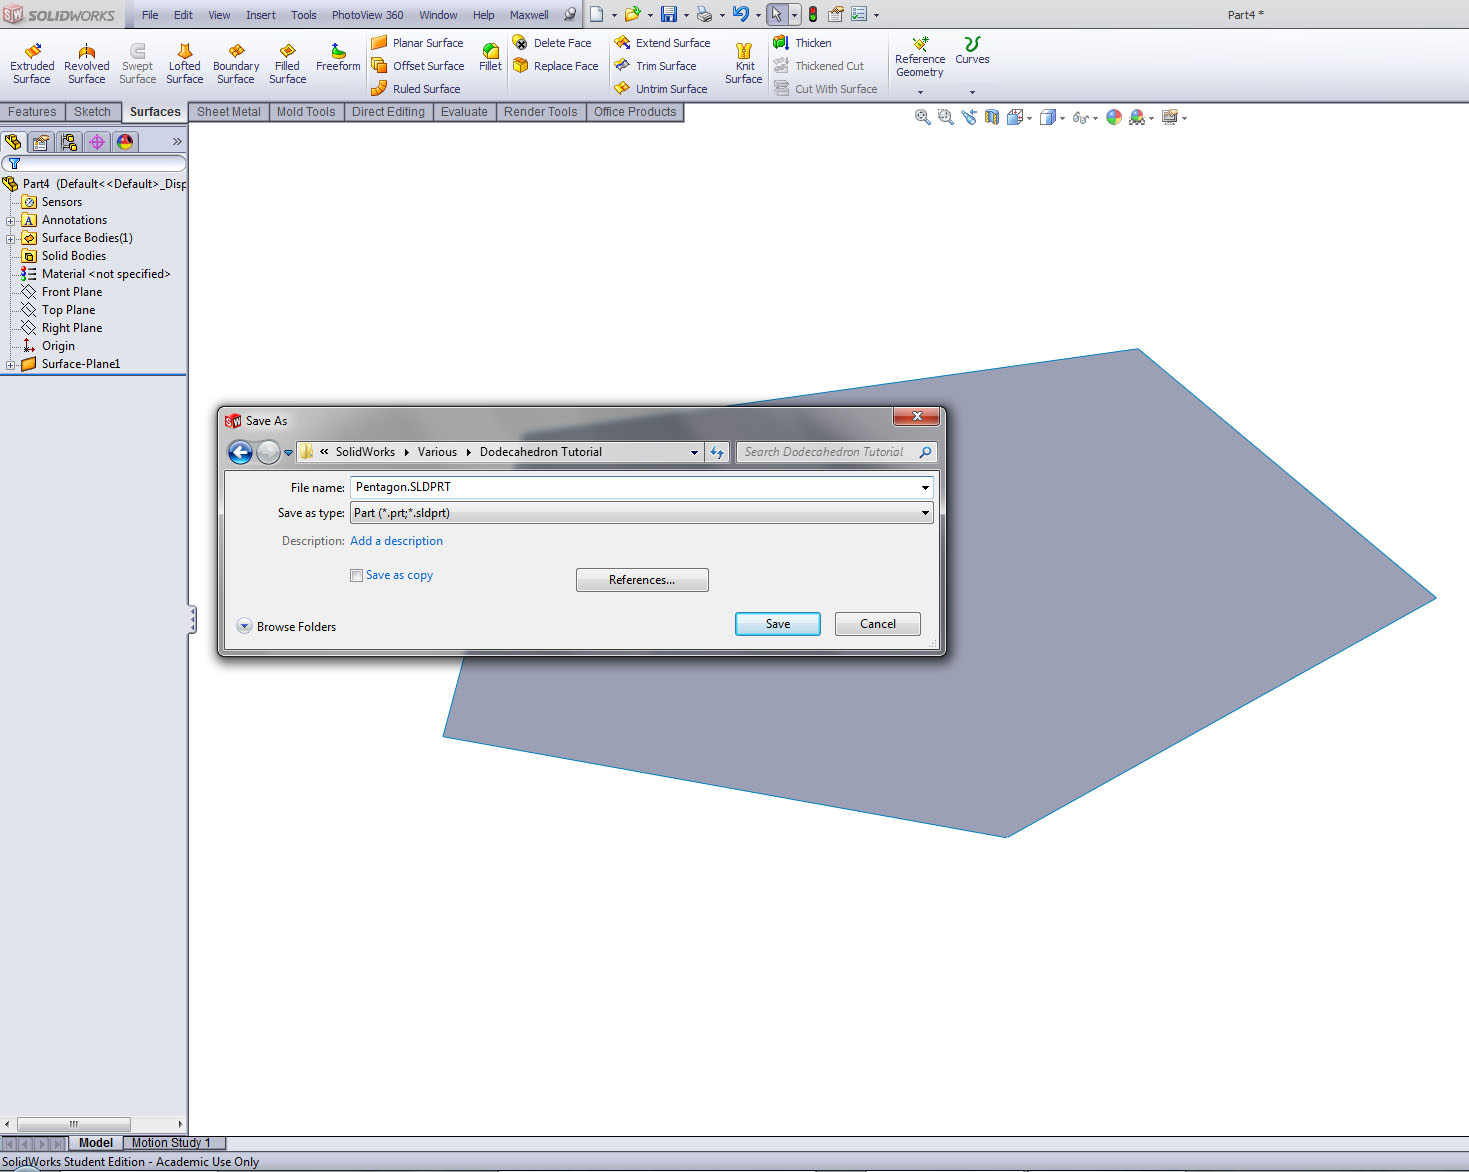 SOLIDWORKS File Edit View Insert Tools PhotoView 360 Window Help Maxwell Part4 *
Extruded Surface
Revolved Surface
Swept Surface
Lofted Surface
Boundary Surface
Filled Surface
Freeform
Planar Surface
Offset Surface
Ruled Surface
Fillet
Delete Face
Replace Face
Extend Surface
Trim Surface
Untrim Surface
Knit Surface
Thicken
Thickened Cut
Cut With Surface
Reference Geometry
Curves
Features Sketch Surfaces Sheet Metal Mold Tools Direct Editing Evaluate Render Tools Office Products
Part4 (Default<<Default>_Disp
Sensors
Annotations
Surface Bodies(1)
Solid Bodies
Material <not specified>
Front Plane
Top Plane
Right Plane
Origin
Surface-Plane1
Save As
« SolidWorks Various Dodecahedron Tutorial Search Dodecahedron Tutorial
File name: Pentagon.SLDPRT
Save as type: Part (*.prt;*.sldprt)
Description: Add a description
Save as copy
References...
Browse Folders
Save Cancel
Model Motion Study 1
SolidWorks Student Edition - Academic Use Only